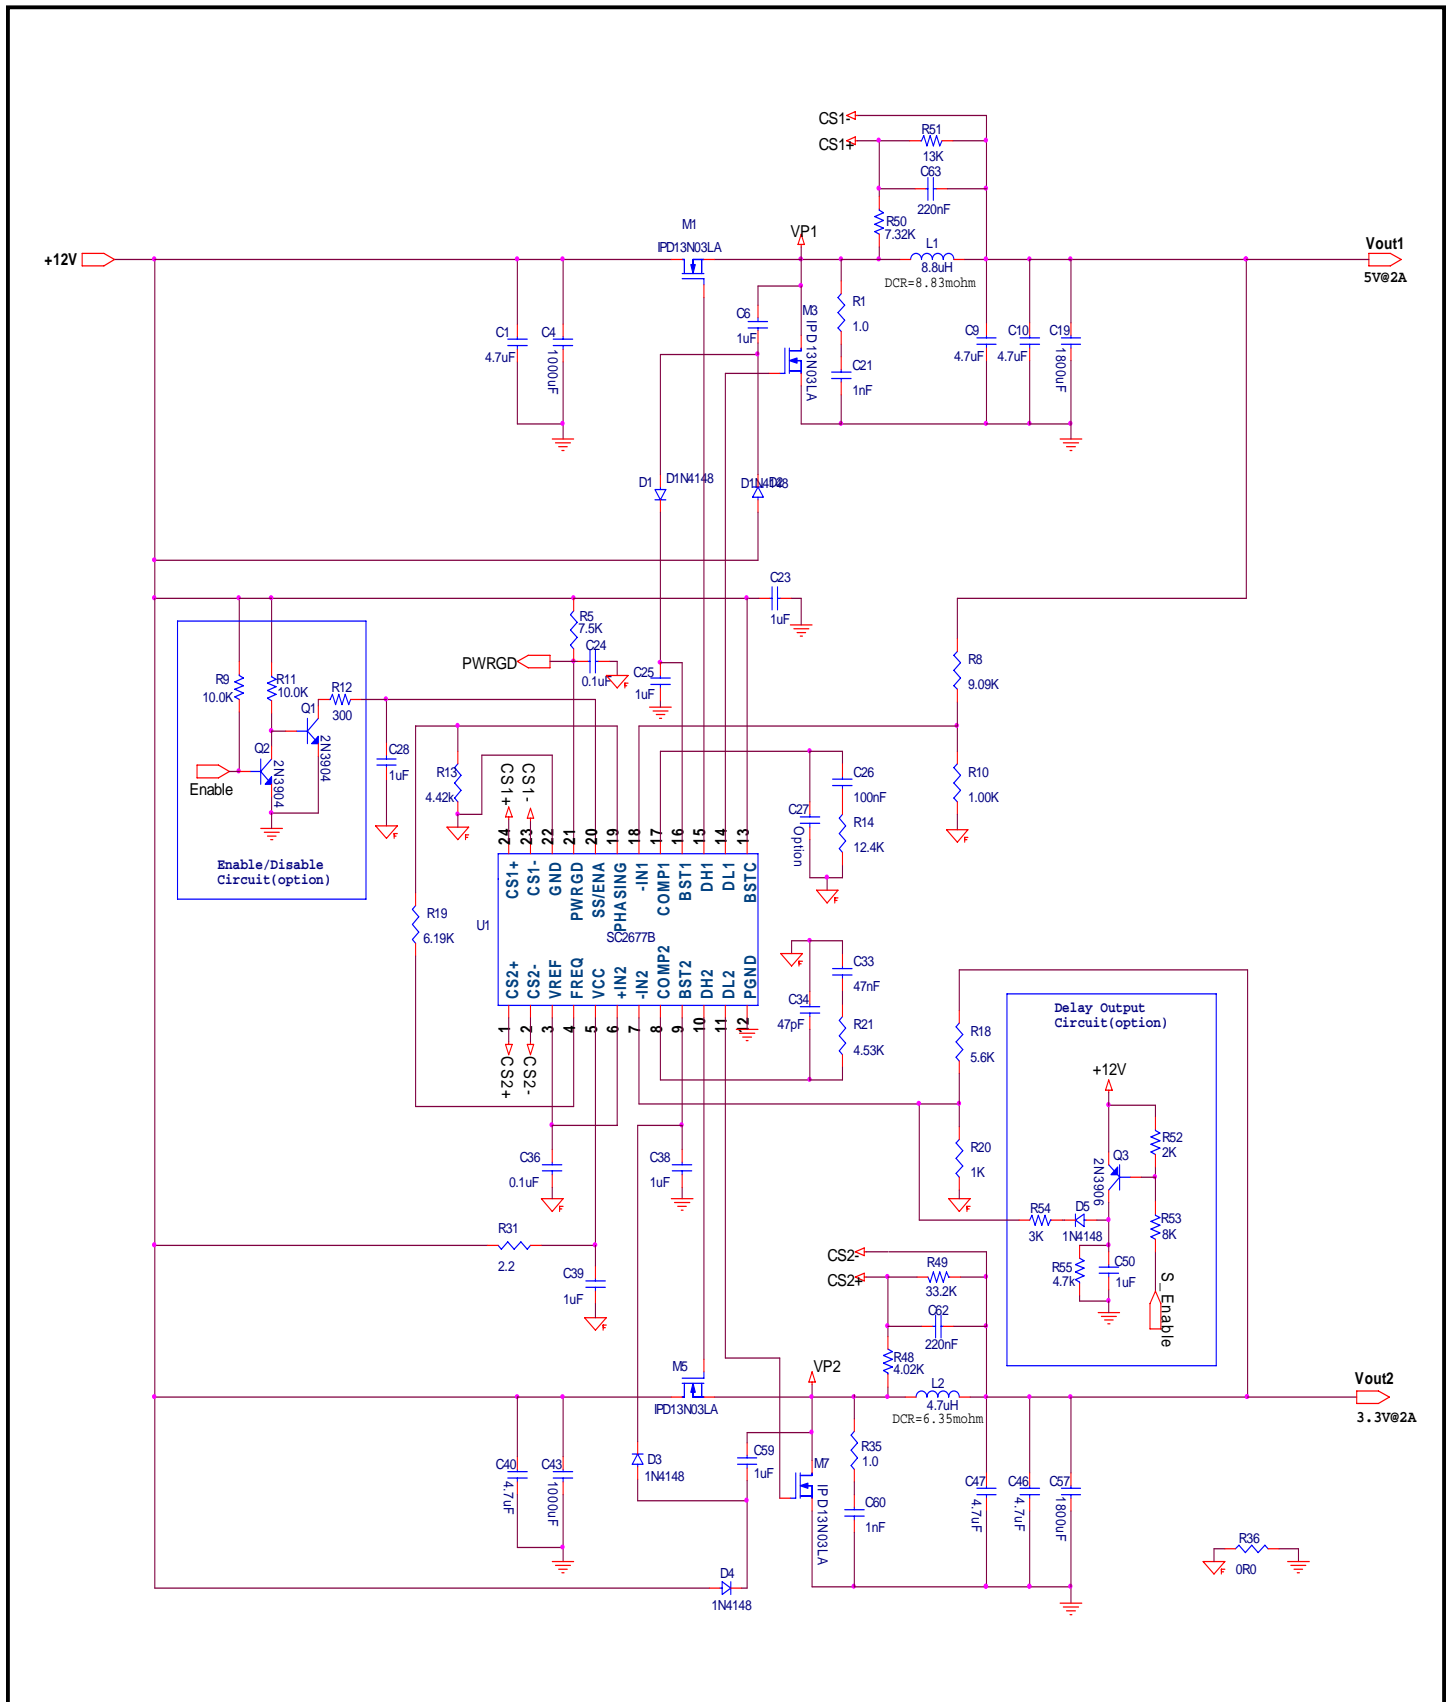 CS1-
CS1+
R51
13K
C63
220nF
R50
7.32K
M1
IPD13N03LA
VP1
L1
8.8uH
DCR=8.83mohm
+12V
Vout1
5V@2A
C1
4.7uF
C4
1000uF
C6
1uF
M3
IPD13N03LA
R1
1.0
C21
1nF
C9
4.7uF
C10
4.7uF
C19
1800uF
D1
D1N4148
D1N4148
D2
C23
1uF
R5
7.5K
PWRGD
C24
0.1uF
C25
1uF
R8
9.09K
R9
10.0K
R11
10.0K
R12
300
Q1
2N3904
Q2
2N3904
Enable
C28
1uF
R13
4.42k
CS1+
CS1-
C26
100nF
C27
Option
R14
12.4K
R10
1.00K
Enable/Disable
Circuit(option)
24 23 22 21 20 19 18 17 16 15 14 13
CS1+
CS1-
GND
PWRGD
SS/ENA
PHASING
-IN1
COMP1
BST1
DH1
DL1
BSTC
R19
6.19K
U1
SC2677B
CS2+
CS2-
VREF
FREQ
VCC
+IN2
-IN2
COMP2
BST2
DH2
DL2
PGND
1 2 3 4 5 6 7 8 9 10 11 12
CS2+
CS2-
C33
47nF
C34
47pF
R21
4.53K
R18
5.6K
Delay Output
Circuit(option)
+12V
R52
2K
Q3
2N3906
R20
1K
C36
0.1uF
C38
1uF
R54
3K
D5
1N4148
R53
8K
R55
4.7k
C50
1uF
S_Enable
R31
2.2
C39
1uF
CS2-
CS2+
R49
33.2K
C62
220nF
R48
4.02K
M5
IPD13N03LA
VP2
L2
4.7uH
DCR=6.35mohm
Vout2
3.3V@2A
C40
4.7uF
C43
1000uF
D3
1N4148
C59
1uF
M7
IPD13N03LA
R35
1.0
C60
1nF
C47
4.7uF
C46
4.7uF
C57
1800uF
R36
0R0
D4
1N4148
F
F
F
F
F
F
F
F
F
F